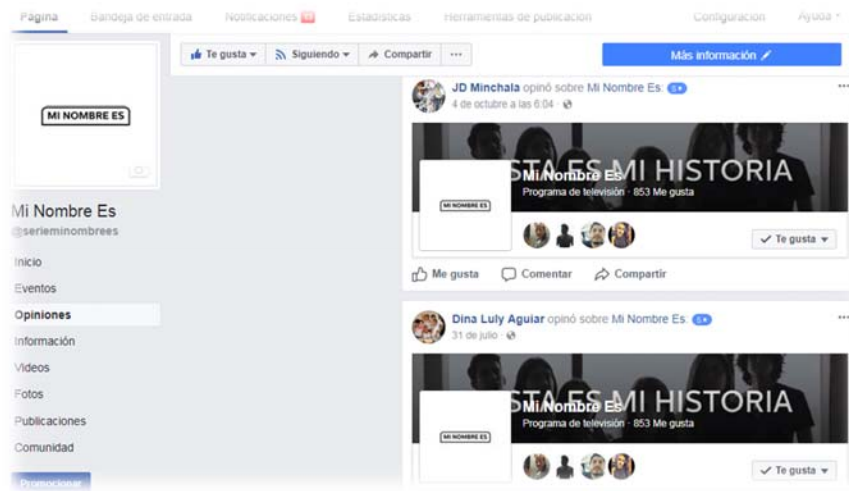 Página Bandeja de entrada Notificaciones Estadísticas Herramientas de publicación Configuración Ayuda
Te gusta Siguiendo Compartir ... Más información
MI NOMBRE ES
Mi Nombre Es
@serieminombrees
Inicio
Eventos
Opiniones
Información
Videos
Fotos
Publicaciones
Comunidad
Promocionar
JD Minchala opinó sobre Mi Nombre Es. 5★
4 de octubre a las 6:04
ESTA ES MI HISTORIA
Mi Nombre Es
Programa de televisión · 853 Me gusta
MI NOMBRE ES
Te gusta
Me gusta Comentar Compartir
Dina Luly Aguiar opinó sobre Mi Nombre Es. 5★
31 de julio
ESTA ES MI HISTORIA
Mi Nombre Es
Programa de televisión · 853 Me gusta
MI NOMBRE ES
Te gusta